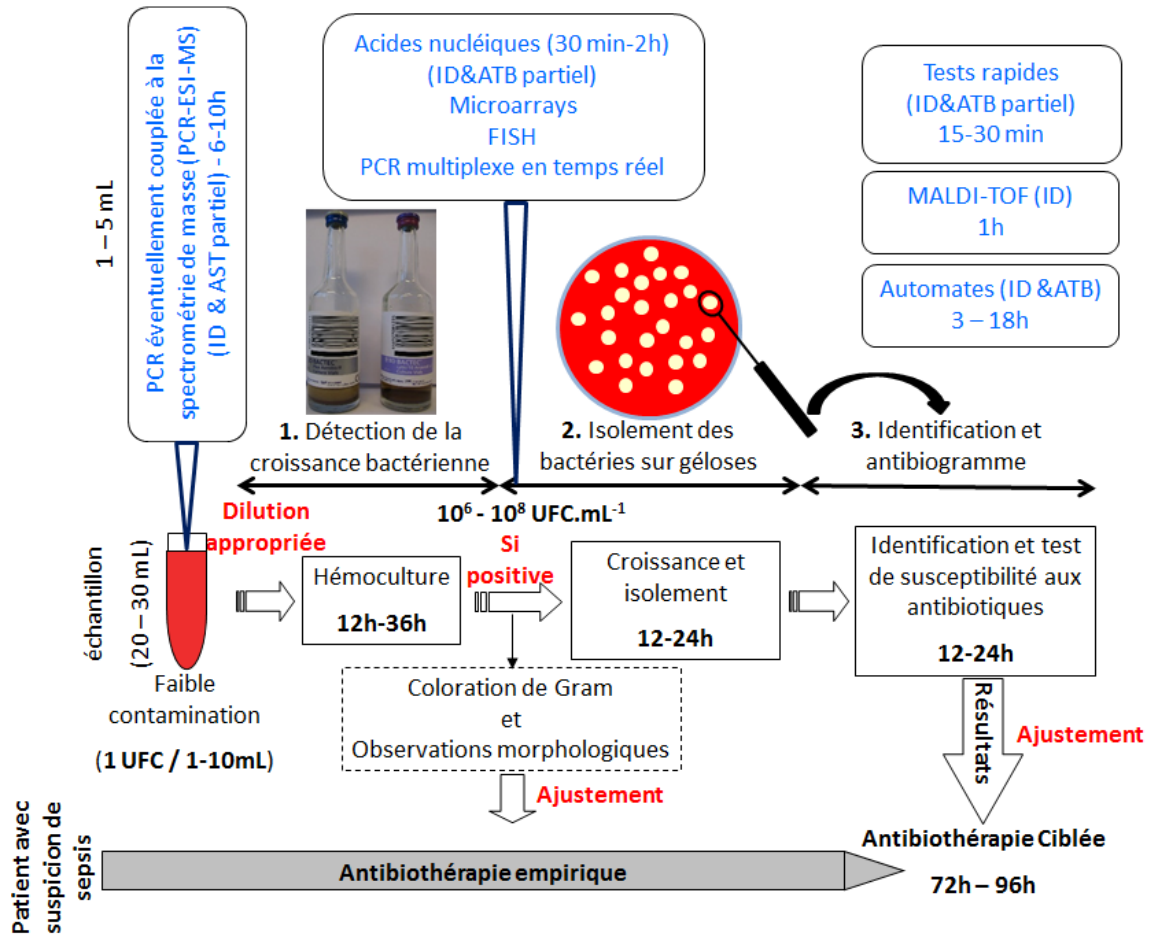 PCR éventuellement couplée à la
spectrométrie de masse (PCR-ESI-MS)
(ID & AST partiel) - 6-10h
1 – 5 mL
Acides nucléiques (30 min-2h)
(ID&ATB partiel)
Microarrays
FISH
PCR multiplexe en temps réel
Tests rapides
(ID&ATB partiel)
15-30 min
MALDI-TOF (ID)
1h
Automates (ID &ATB)
3 – 18h
BACTEC
1. Détection de la
croissance bactérienne
2. Isolement des
bactéries sur géloses
3. Identification et
antibiogramme
10⁶ - 10⁸ UFC.mL⁻¹
Dilution
appropriée
Si
positive
échantillon
(20 – 30 mL)
Faible
contamination
(1 UFC / 1-10mL)
Hémoculture
12h-36h
Croissance et
isolement
12-24h
Identification et test
de susceptibilité aux
antibiotiques
12-24h
Coloration de Gram
et
Observations morphologiques
Ajustement
Résultats
Ajustement
Patient avec
suspicion de
sepsis
Antibiothérapie empirique
Antibiothérapie Ciblée
72h – 96h